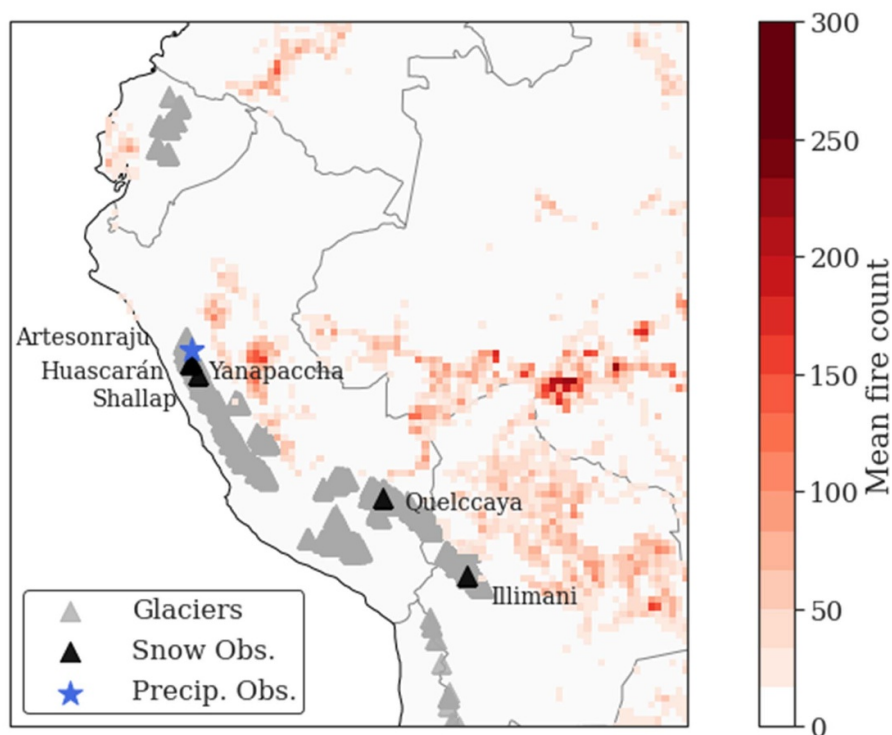 Artesonraju
Huascarán
Yanapaccha
Shallap
Quelccaya
Illimani
Glaciers
Snow Obs.
Precip. Obs.
300
250
200
150
100
50
0
Mean fire count